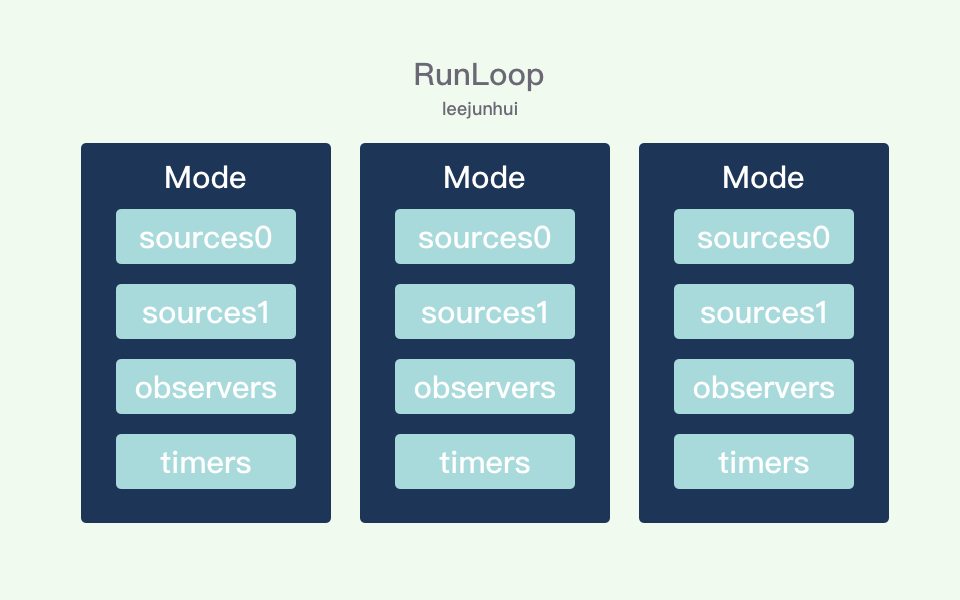 RunLoop
leejunhui
Mode
sources0
sources1
observers
timers
Mode
sources0
sources1
observers
timers
Mode
sources0
sources1
observers
timers